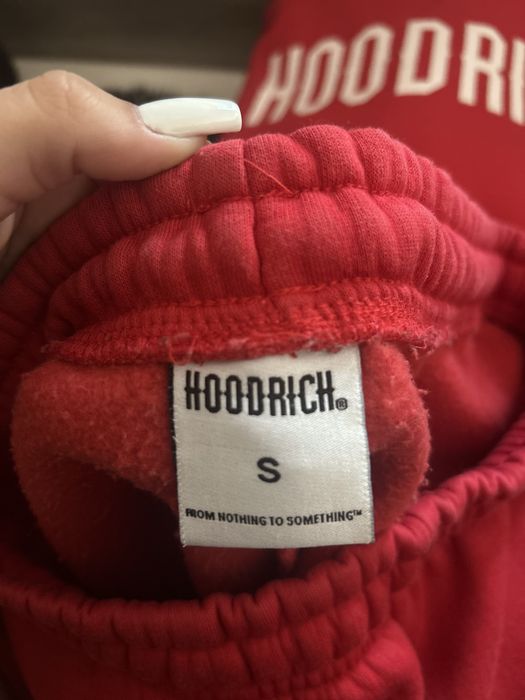 HOODRI
HOODRICH®
S
FROM NOTHING TO SOMETHING™